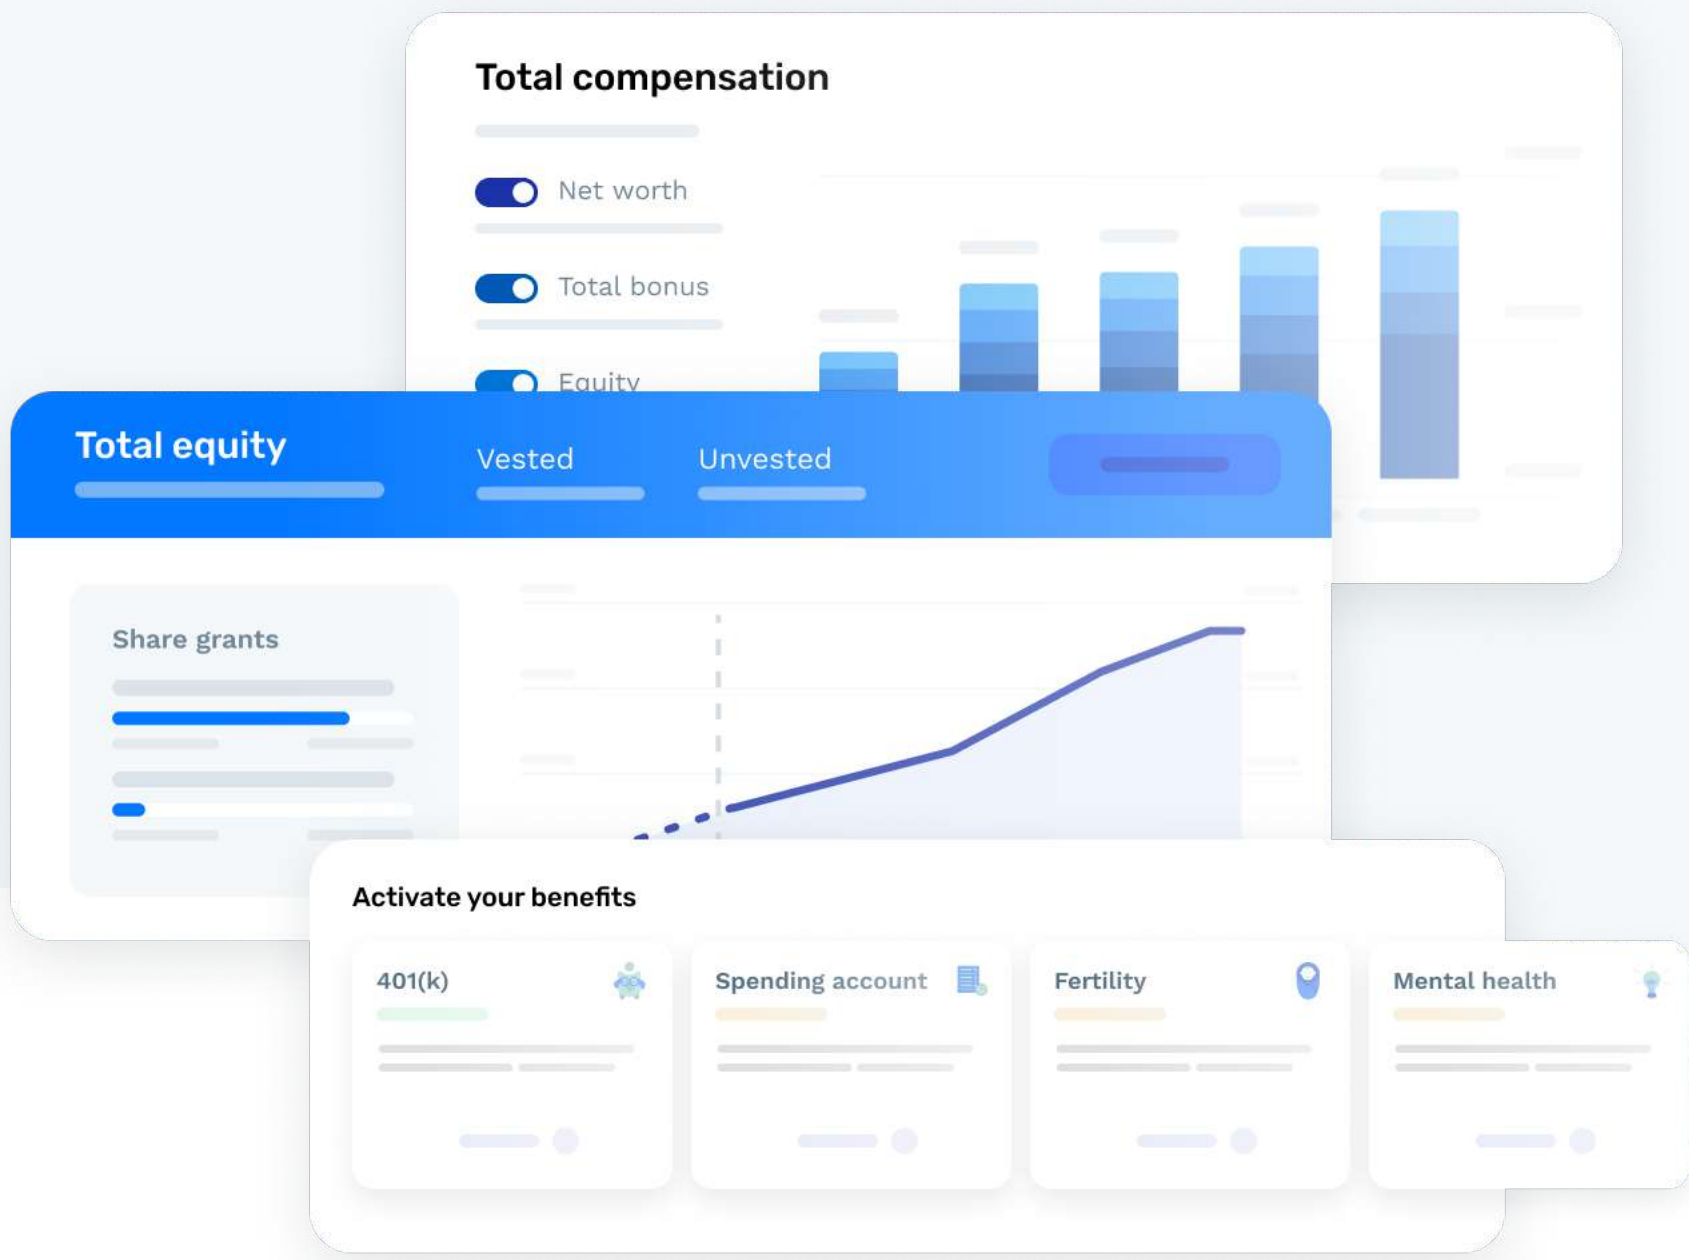 Total compensation
Net worth
Total bonus
Equity
Total equity
Vested
Unvested
Share grants
Activate your benefits
401(k)
Spending account
Fertility
Mental health